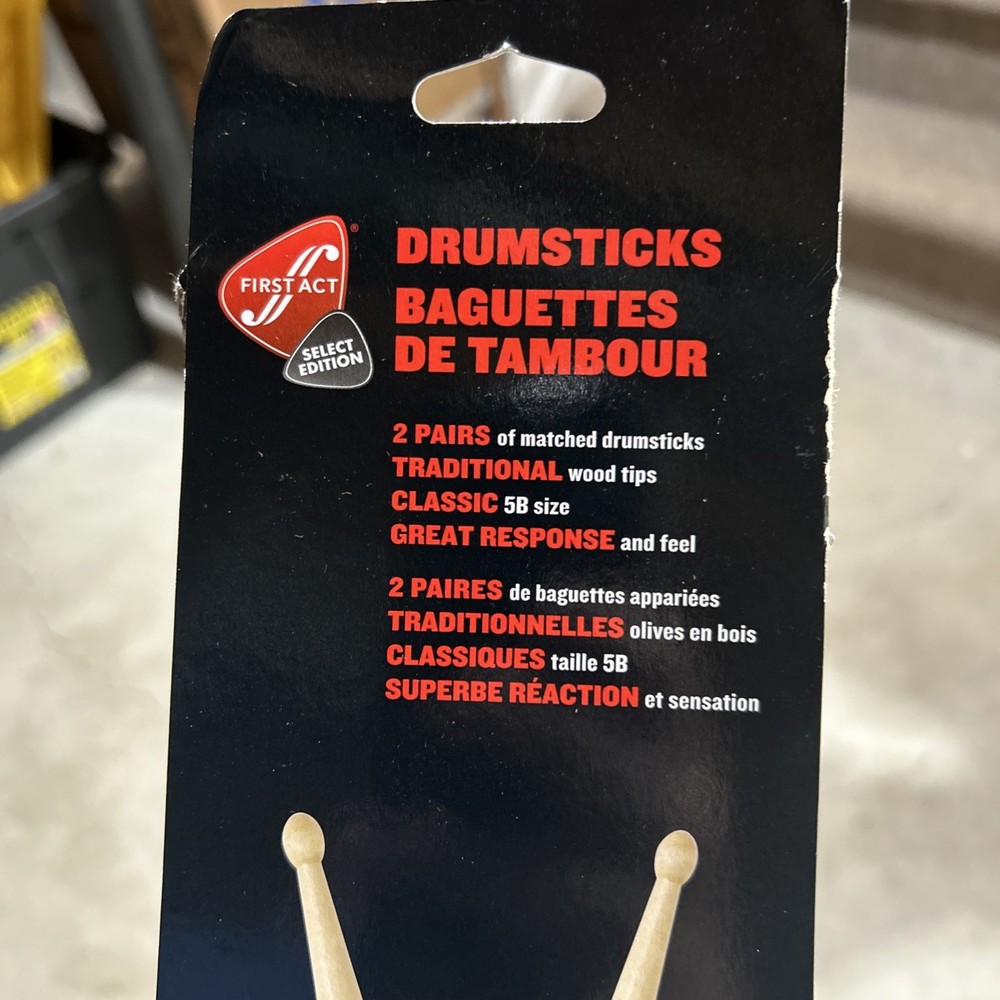 FIRST ACT
®
SELECT
EDITION
DRUMSTICKS
BAGUETTES
DE TAMBOUR
2 PAIRS of matched drumsticks
TRADITIONAL wood tips
CLASSIC 5B size
GREAT RESPONSE and feel
2 PAIRES de baguettes appariées
TRADITIONNELLES olives en bois
CLASSIQUES taille 5B
SUPERBE RÉACTION et sensation